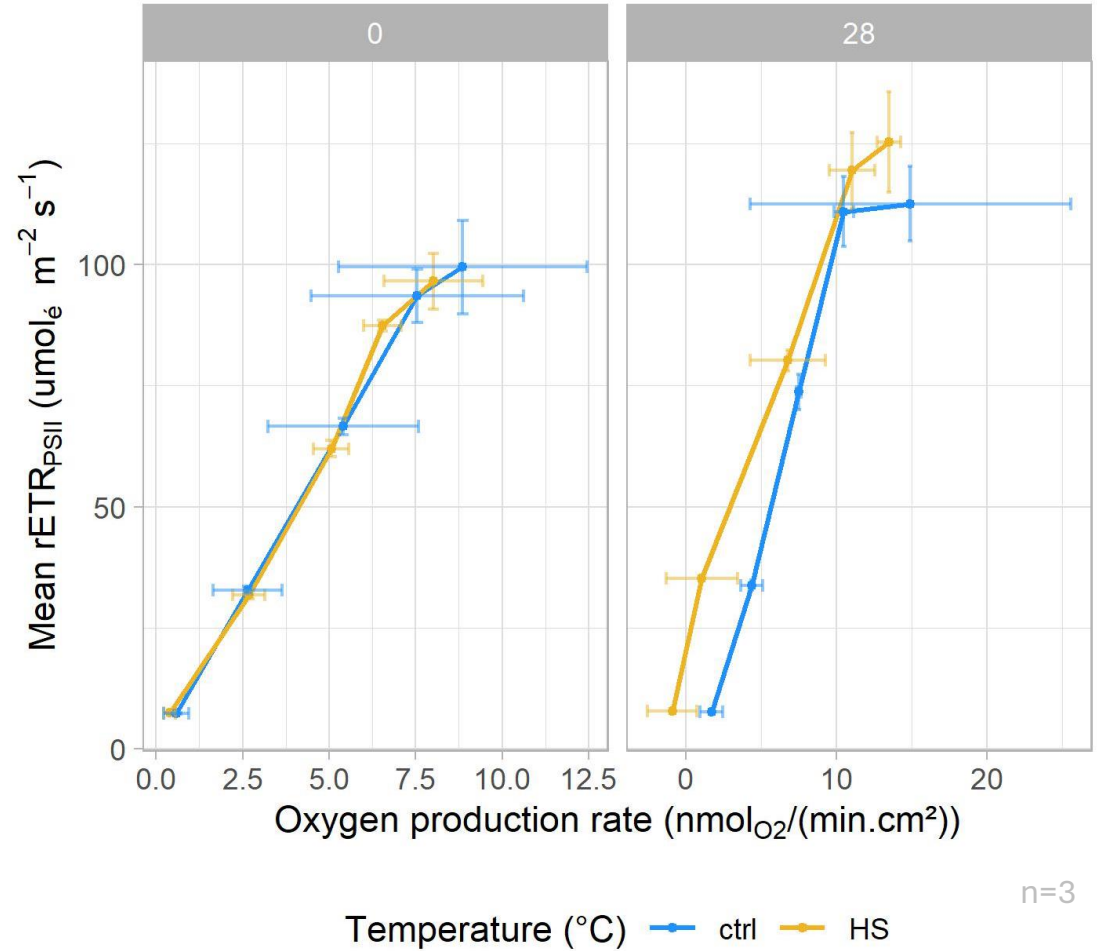 0
28
Mean rETR_PSII (umol_é m⁻² s⁻¹)
100
50
0
0.0 2.5 5.0 7.5 10.0 12.5
0 10 20
Oxygen production rate (nmol_O2/(min.cm²))
n=3
Temperature (°C) ctrl HS